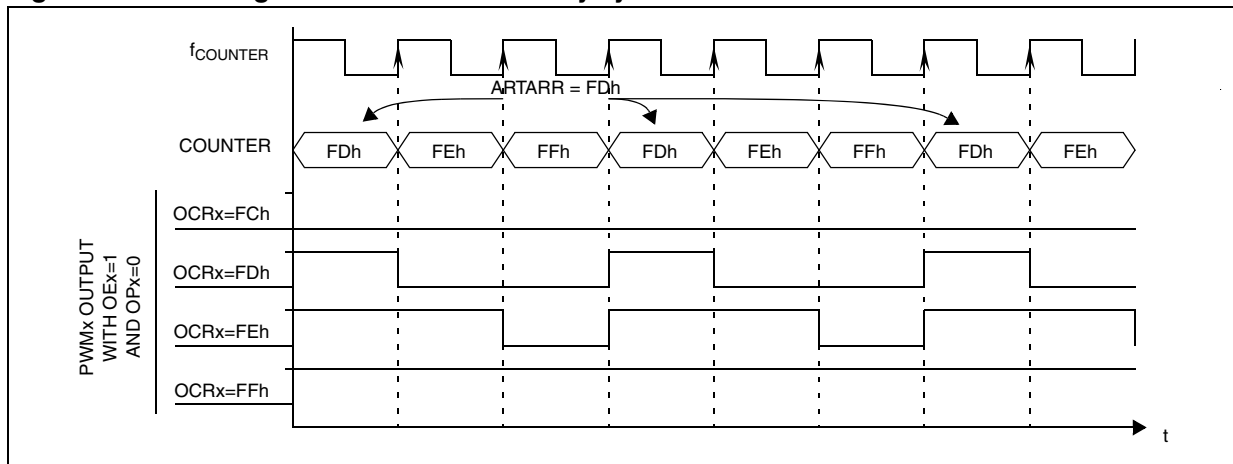 fCOUNTER
ARTARR = FDh
COUNTER
FDh
FEh
FFh
FDh
FEh
FFh
FDh
FEh
PWMx OUTPUT
WITH OEx=1
AND OPx=0
OCRx=FCh
OCRx=FDh
OCRx=FEh
OCRx=FFh
t